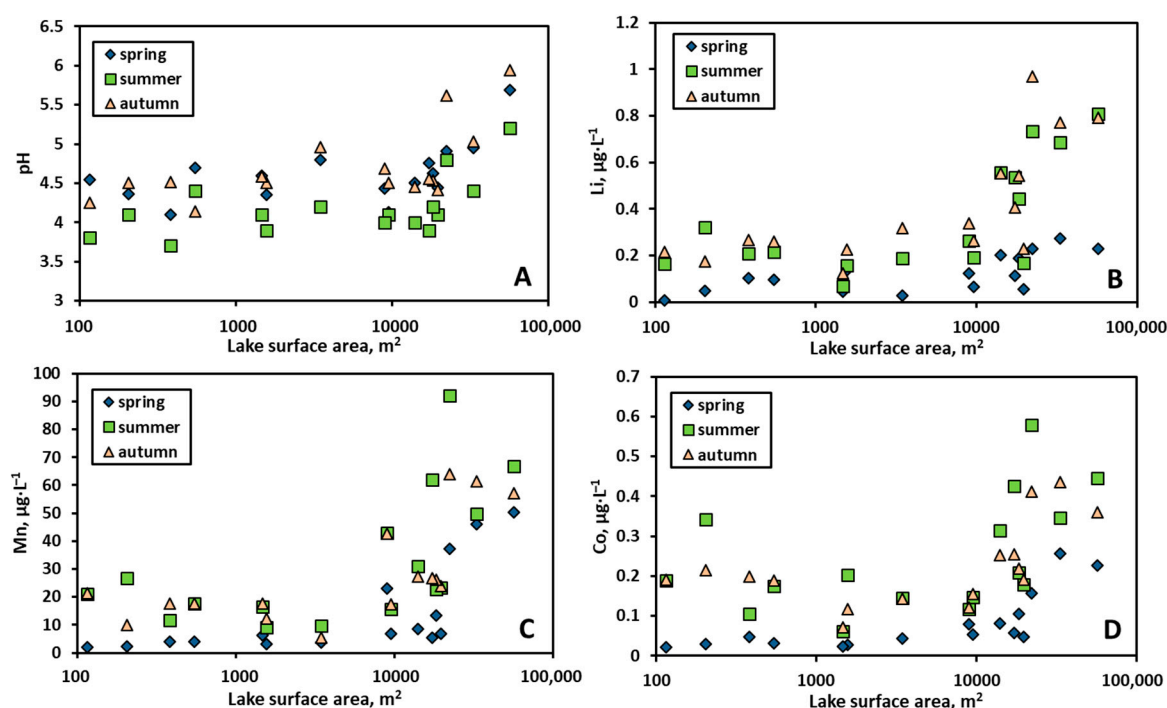 6.5
6
5.5
5
4.5
4
3.5
3
pH
spring
summer
autumn
A
100
1000
10000
100,000
Lake surface area, m²
1.2
1
0.8
0.6
0.4
0.2
0
Li, µg·L⁻¹
spring
summer
autumn
B
100
1000
10000
100,000
Lake surface area, m²
100
90
80
70
60
50
40
30
20
10
0
Mn, µg·L⁻¹
spring
summer
autumn
C
100
1000
10000
100,000
Lake surface area, m²
0.7
0.6
0.5
0.4
0.3
0.2
0.1
0
Co, µg·L⁻¹
spring
summer
autumn
D
100
1000
10000
100,000
Lake surface area, m²